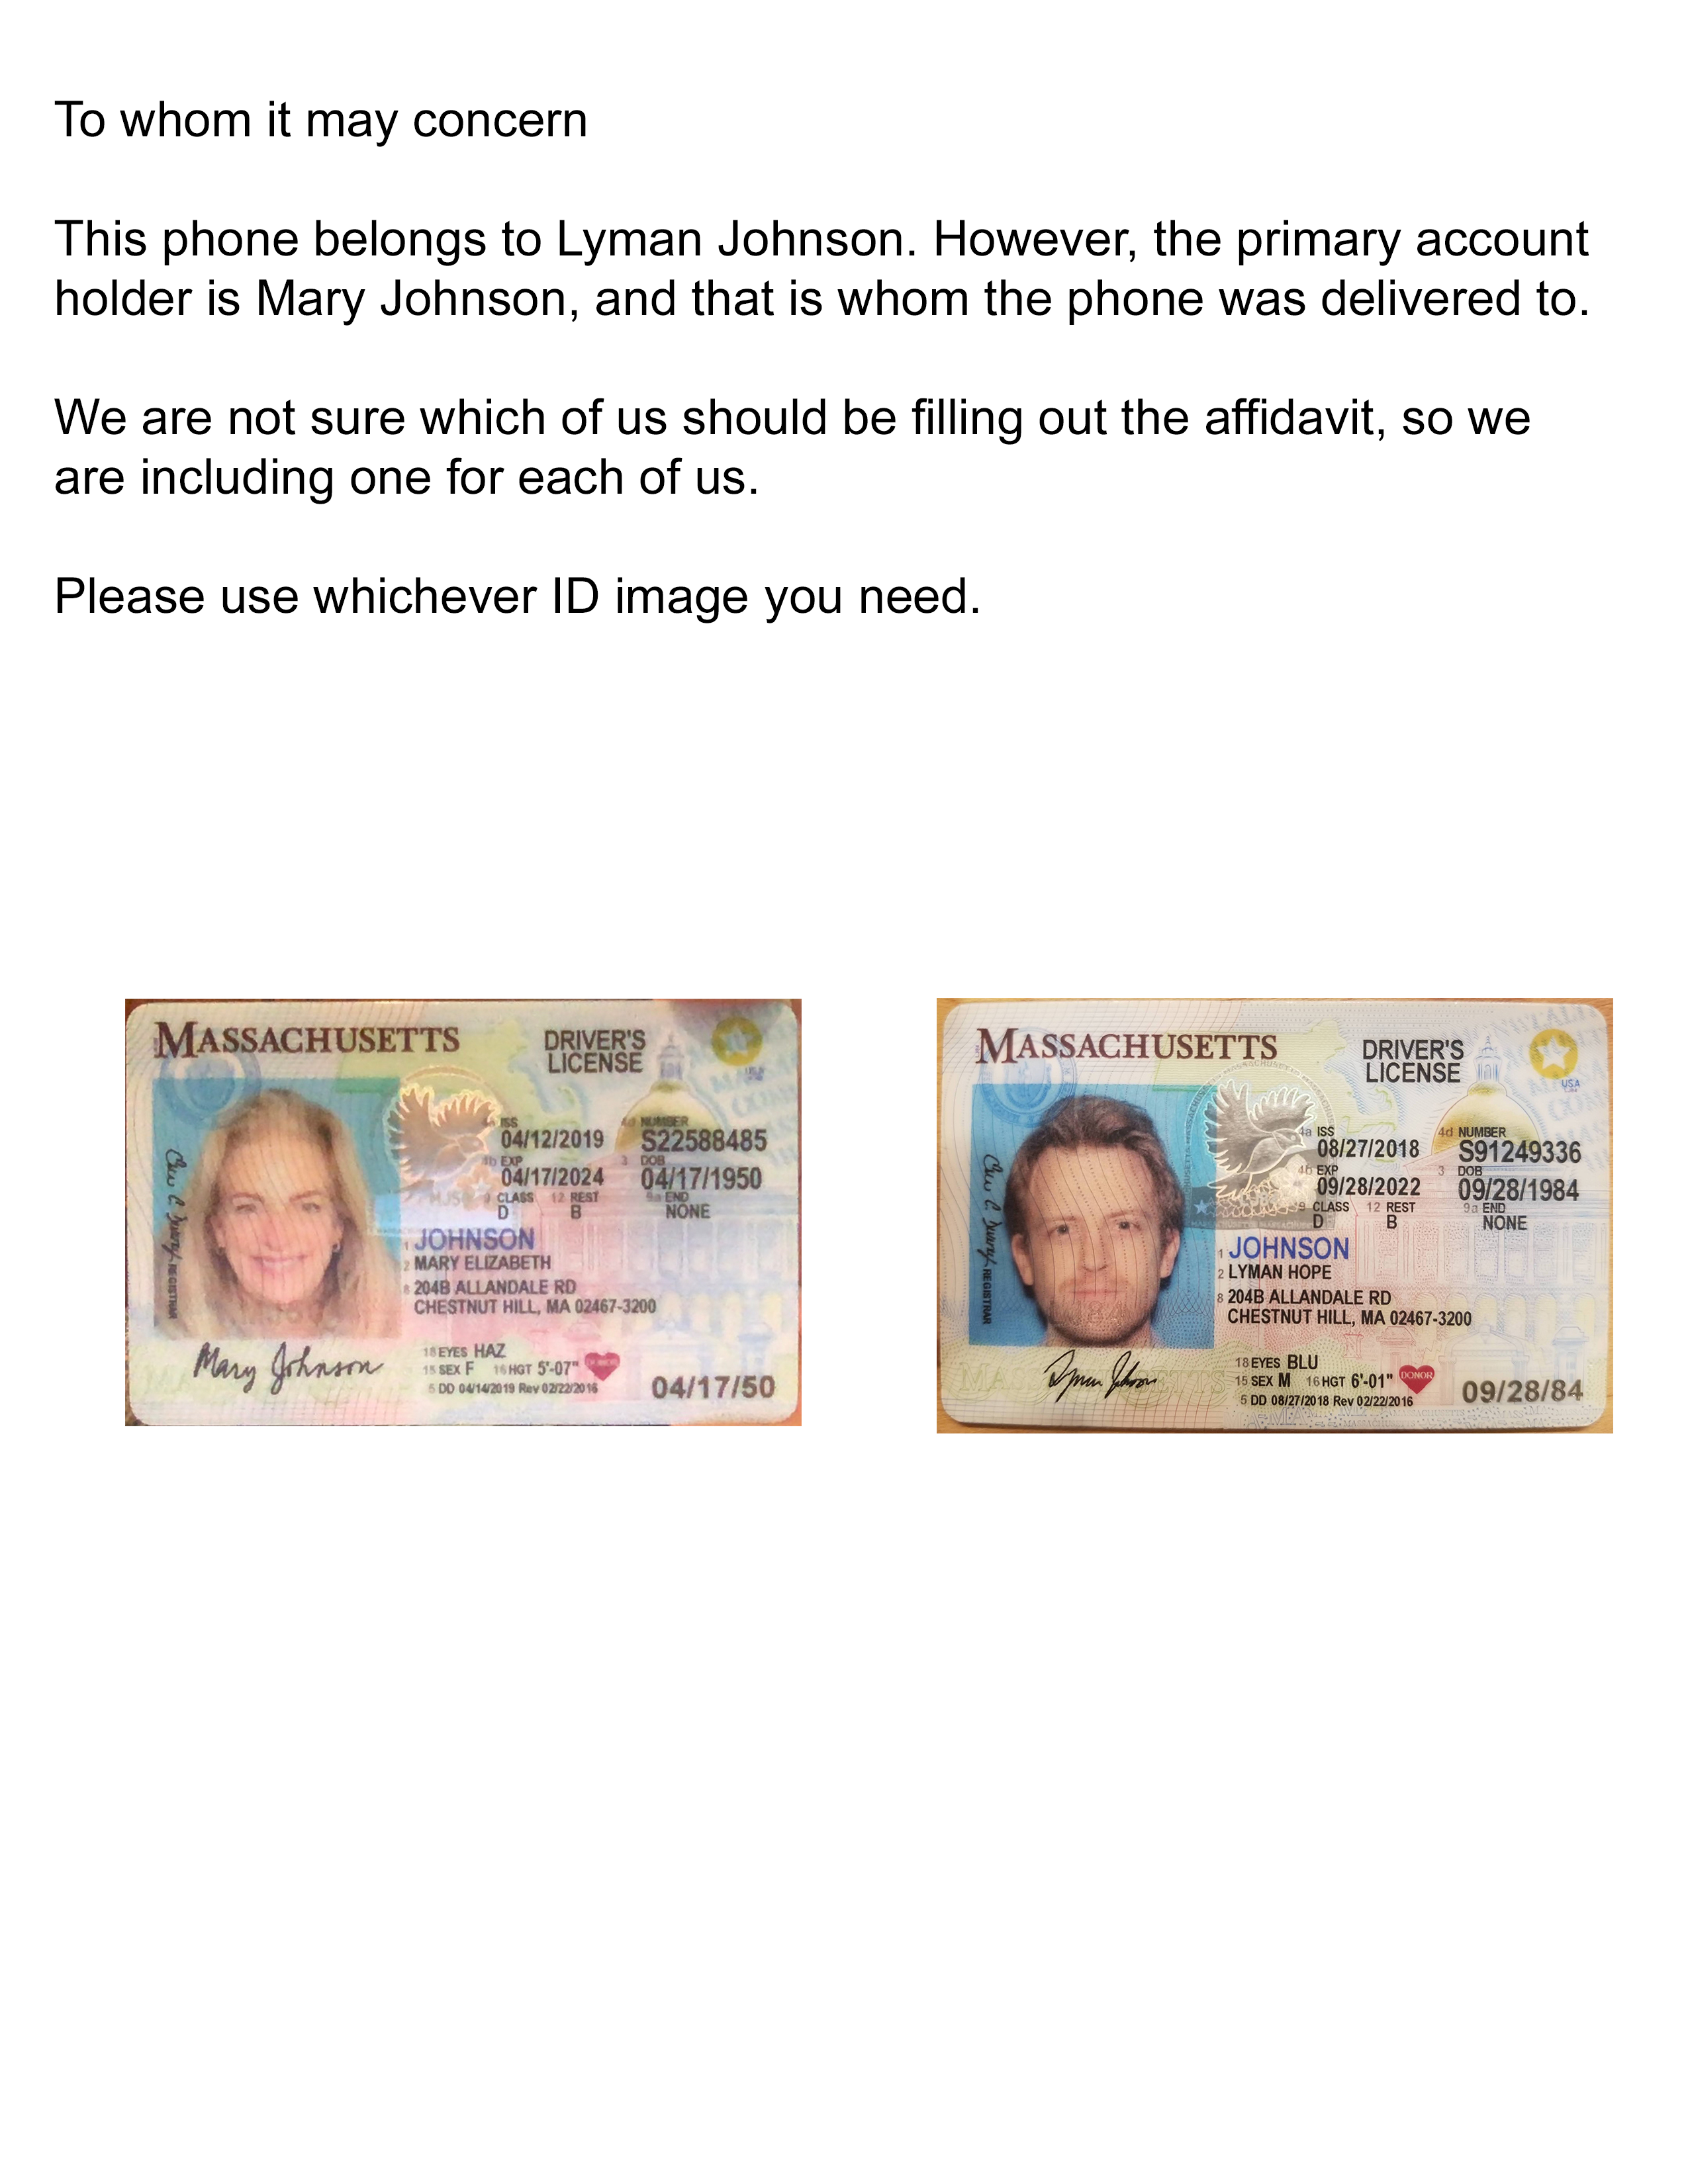 To whom it may concern
This phone belongs to Lyman Johnson. However, the primary account
holder is Mary Johnson, and that is whom the phone was delivered to.
We are not sure which of us should be filling out the affidavit, so we
are including one for each of us.
Please use whichever ID image you need.
MASSACHUSETTS
DRIVER'S
LICENSE
4a ISS 4d NUMBER
04/12/2019 S22588485
4b EXP 3 DOB
04/17/2024 04/17/1950
9 CLASS 12 REST 9a END
D B NONE
1 JOHNSON
2 MARY ELIZABETH
8 204B ALLANDALE RD
CHESTNUT HILL, MA 02467-3200
REGISTRAR
Mary Johnson
18 EYES HAZ
15 SEX F 16 HGT 5'-07"
5 DD 04/14/2019 Rev 02/22/2016
04/17/50
MASSACHUSETTS
DRIVER'S
LICENSE
USA
4a ISS 4d NUMBER
08/27/2018 S91249336
4b EXP 3 DOB
09/28/2022 09/28/1984
9 CLASS 12 REST 9a END
D B NONE
1 JOHNSON
2 LYMAN HOPE
8 204B ALLANDALE RD
CHESTNUT HILL, MA 02467-3200
REGISTRAR
Lyman Johnson
18 EYES BLU
15 SEX M 16 HGT 6'-01" DONOR
5 DD 08/27/2018 Rev 02/22/2016
09/28/84